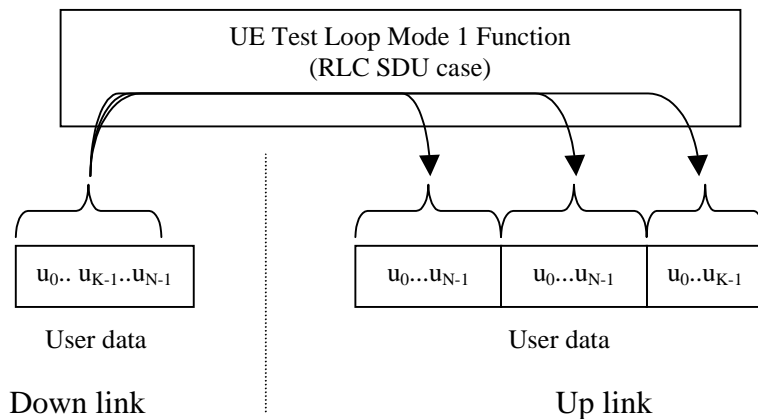 UE Test Loop Mode 1 Function
(RLC SDU case)
u0.. uK-1..uN-1
u0...uN-1
u0...uN-1
u0..uK-1
User data
User data
Down link
Up link